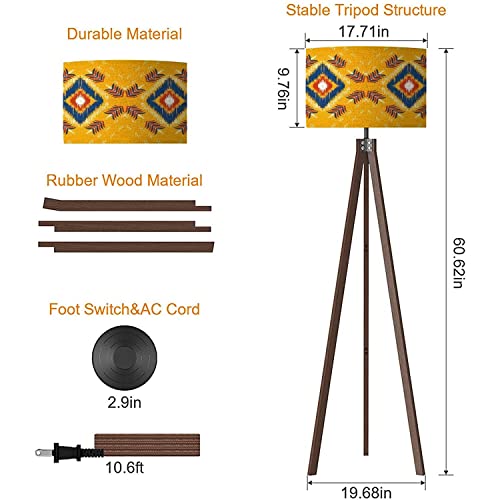 Durable Material
Stable Tripod Structure
17.71in
9.76in
Rubber Wood Material
60.62in
Foot Switch&AC Cord
2.9in
10.6ft
19.68in